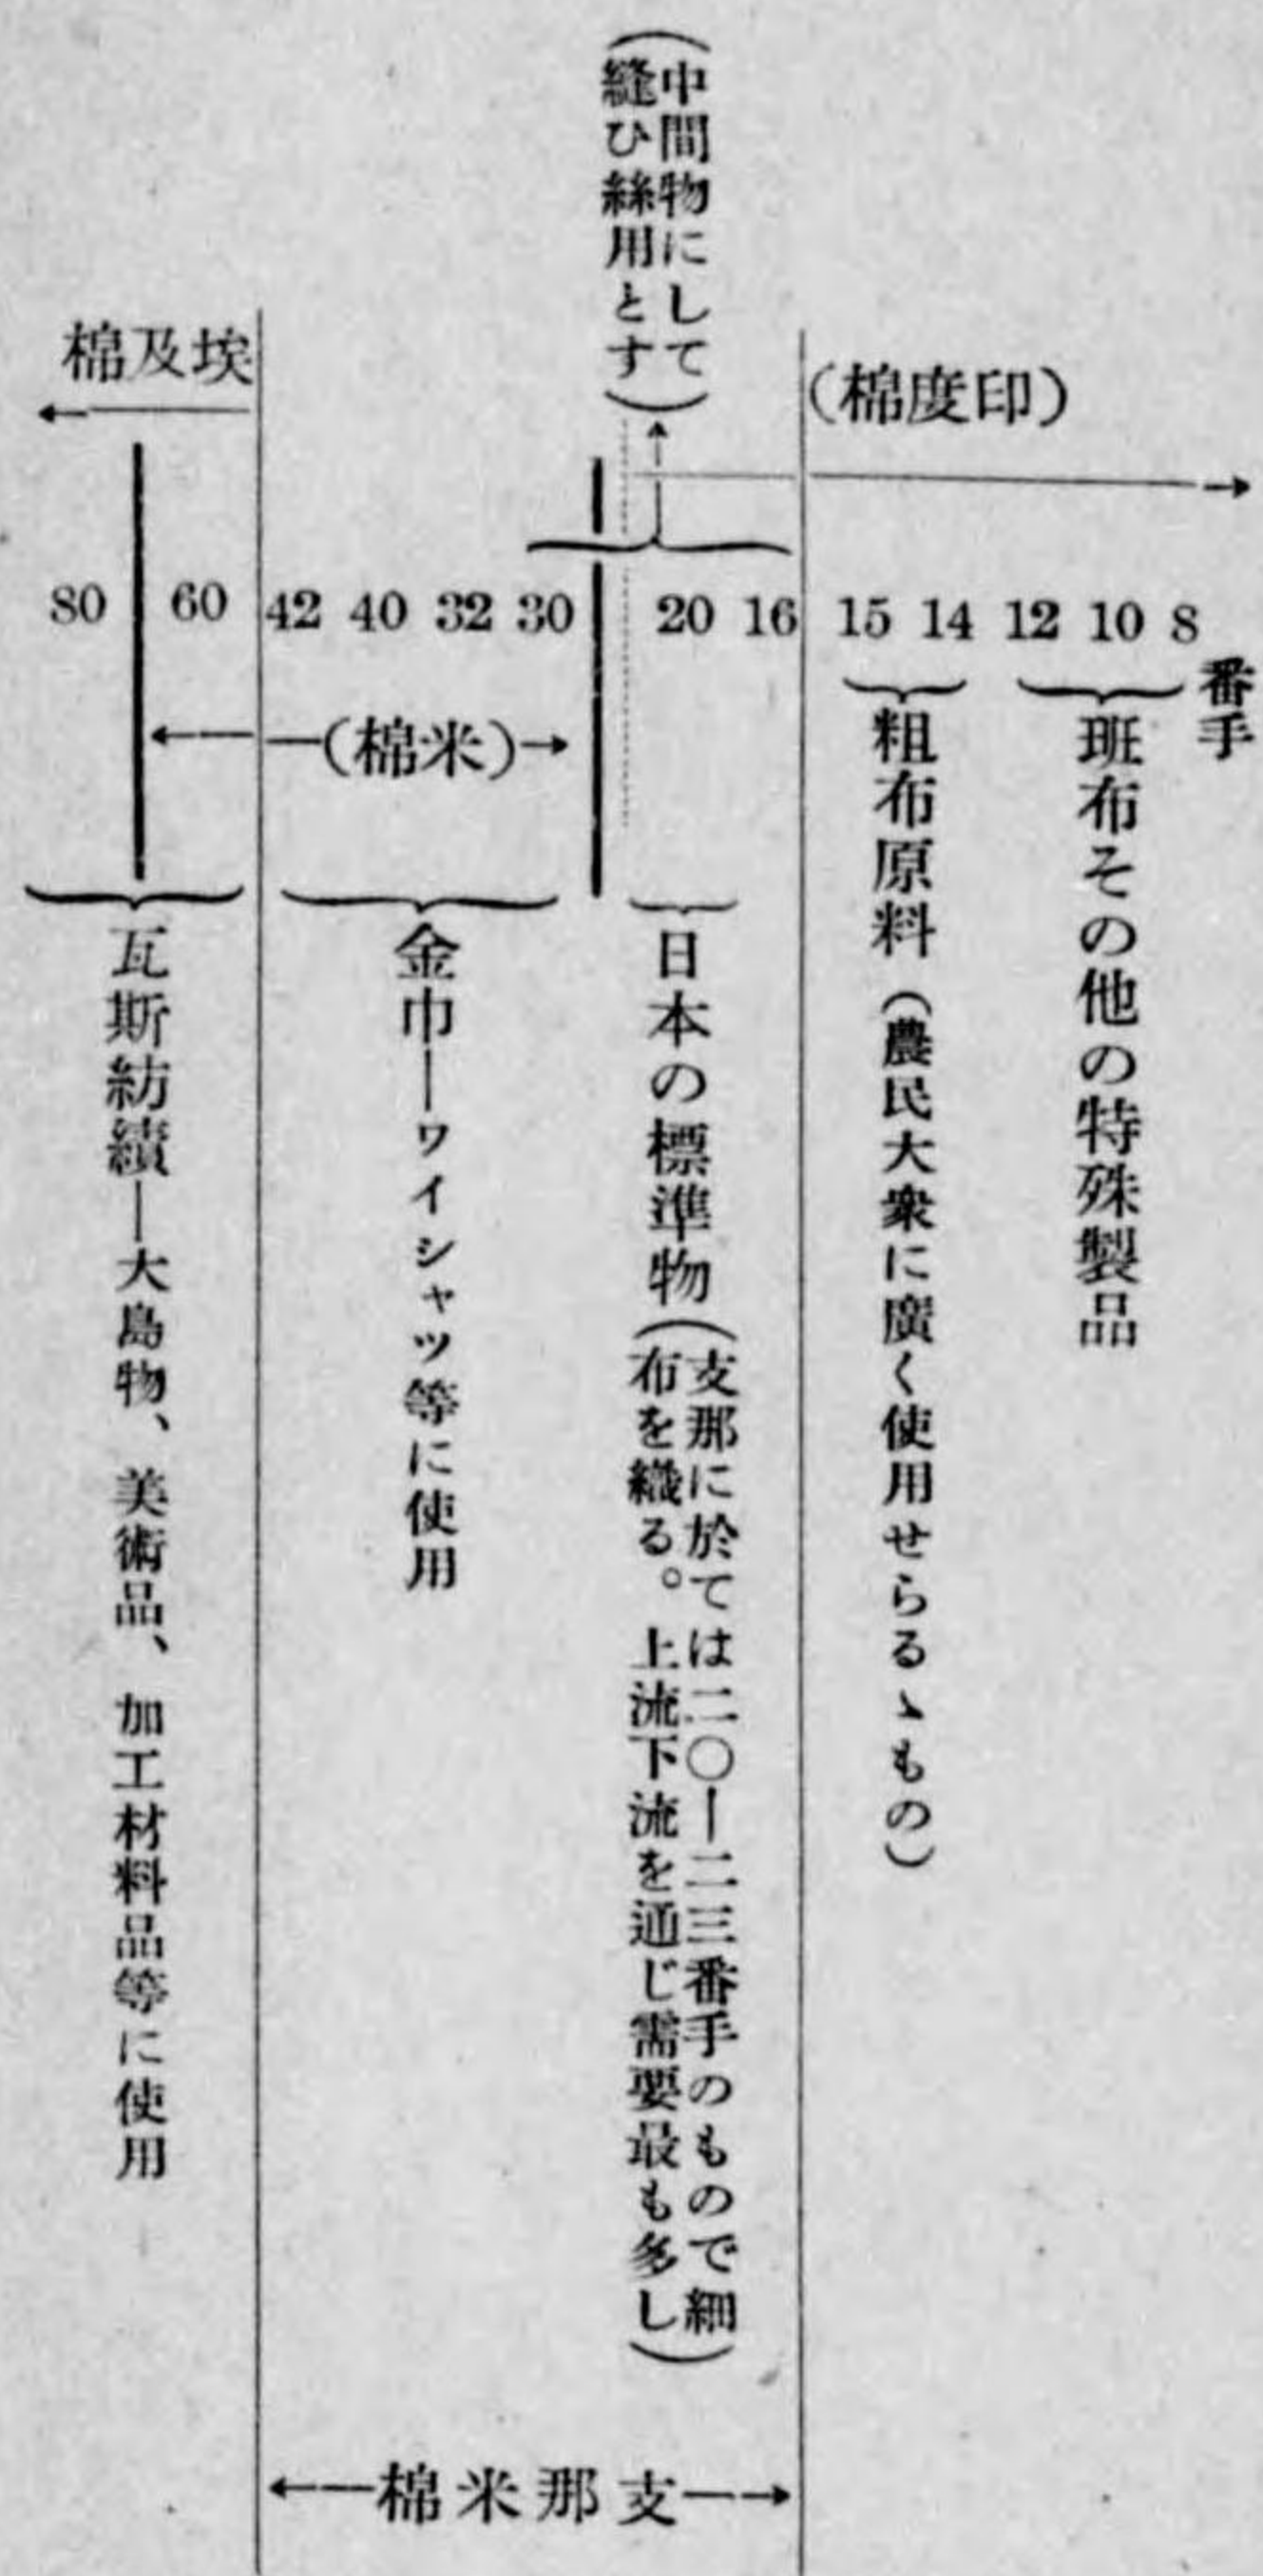 (中間物にして
縫ひ絲用とす)
(棉度印)
棉及埃
番手
80 60 42 40 32 30 20 16 15 14 12 10 8
(棉米)
班布その他の特殊製品
粗布原料(農民大衆に廣く使用せらるゝもの)
日本の標準物(支那に於ては二〇—二三番手のもので細
布を織る。上流下流を通じ需要最も多し)
金巾—ワイシャツ等に使用
瓦斯紡績—大島物、美術品、加工材料品等に使用
棉米那支